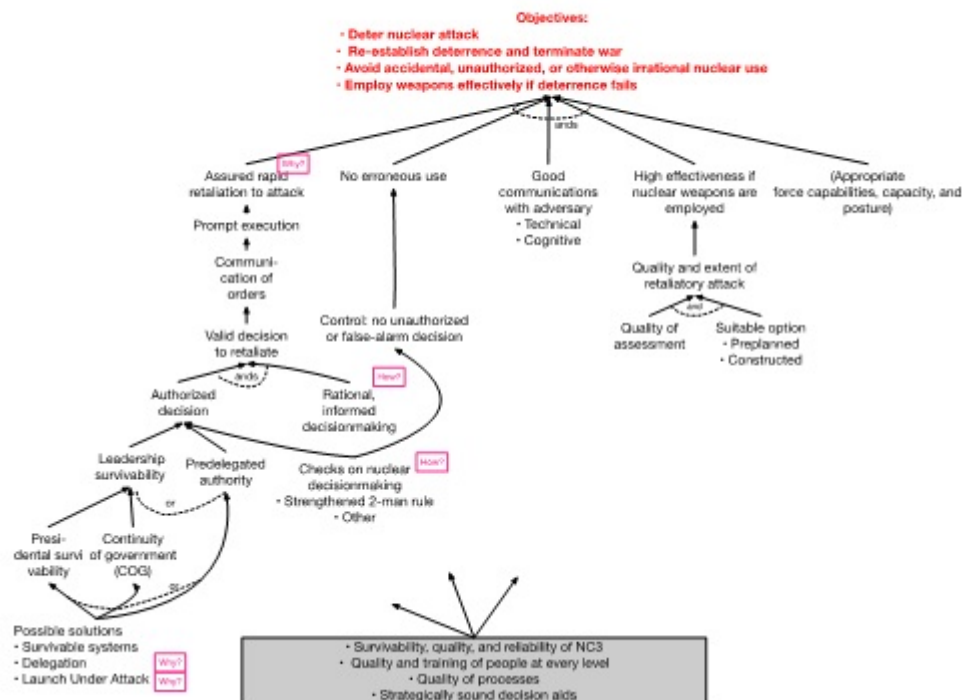 Objectives:
• Deter nuclear attack
• Re-establish deterrence and terminate war
• Avoid accidental, unauthorized, or otherwise irrational nuclear use
• Employ weapons effectively if deterrence fails
ands
Why?
Assured rapid
retaliation to attack
No erroneous use
Good
communications
with adversary
• Technical
• Cognitive
High effectiveness if
nuclear weapons are
employed
(Appropriate
force capabilities, capacity, and
posture)
Prompt execution
Communi-
cation of
orders
Quality and extent of
retaliatory attack
and
Valid decision
to retaliate
Control: no unauthorized
or false-alarm decision
Quality of
assessment
Suitable option
• Preplanned
• Constructed
ands
How?
Authorized
decision
Rational,
informed
decisionmaking
Leadership
survivability
Predelegated
authority
How?
Checks on nuclear
decisionmaking
• Strengthened 2-man rule
• Other
or
Presi-
dental survi
vability
Continuity
of government
(COG)
or
Possible solutions
• Survivable systems
• Delegation
Why?
• Launch Under Attack
Why?
• Survivability, quality, and reliability of NC3
• Quality and training of people at every level
• Quality of processes
• Strategically sound decision aids